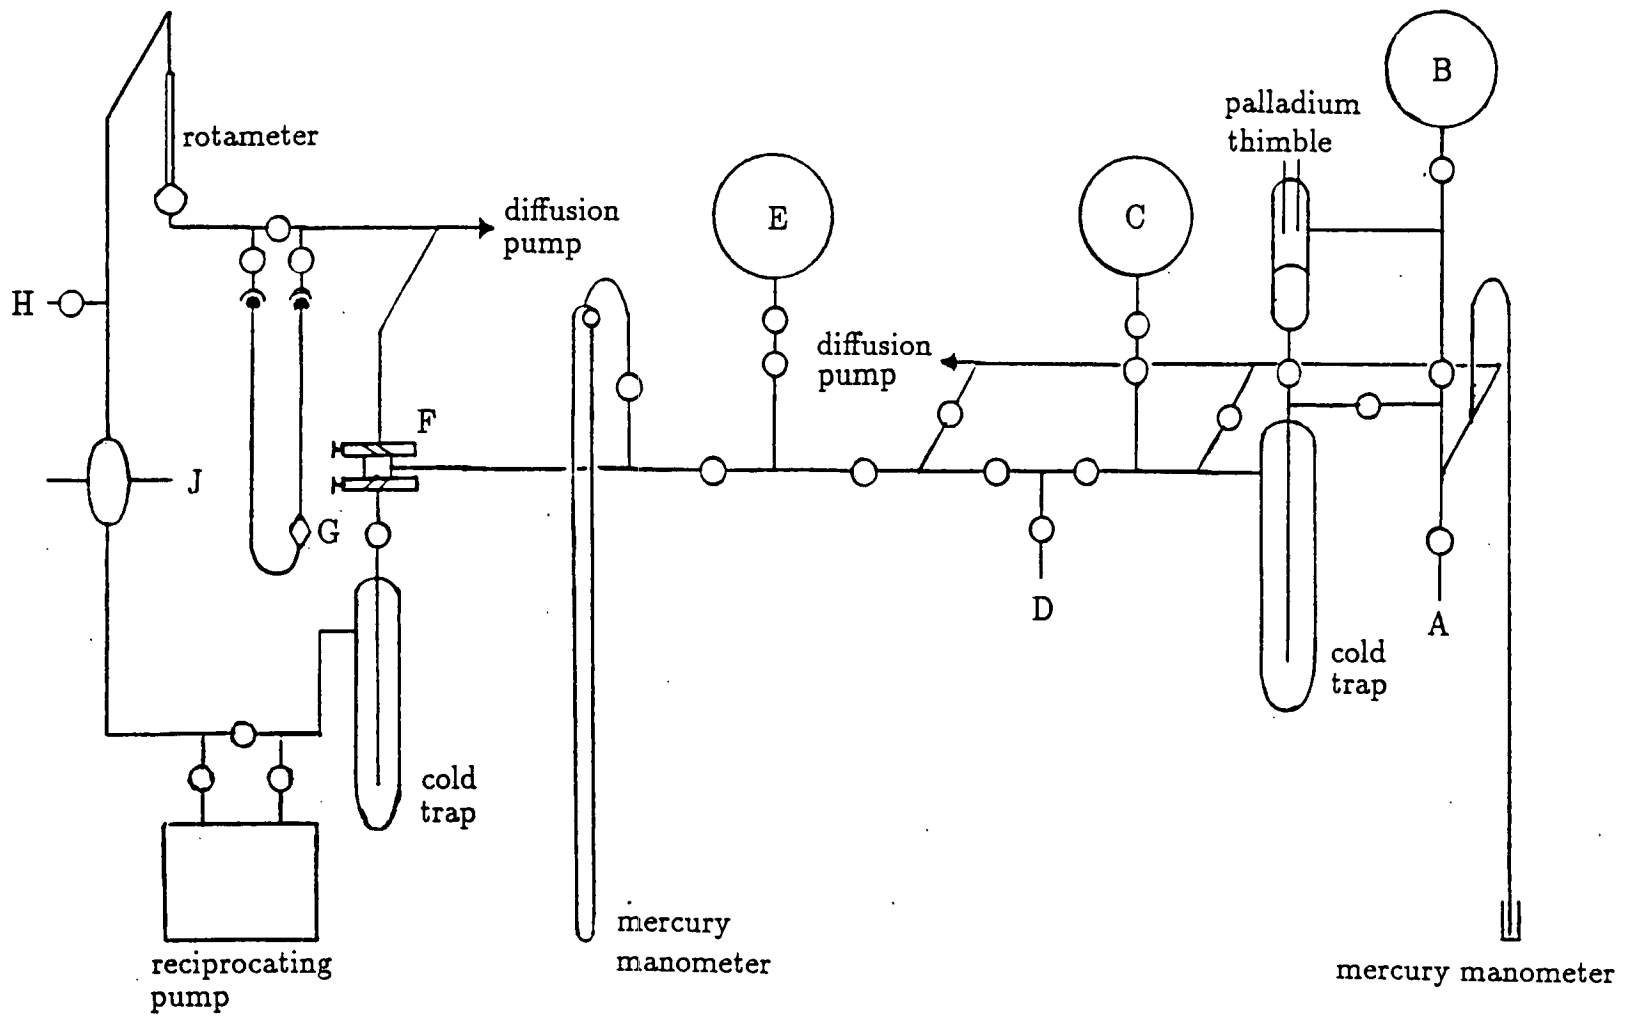 B
palladium
thimble
rotameter
diffusion
pump
E
C
H
diffusion
pump
F
J
G
D
A
cold
trap
cold
trap
mercury
manometer
reciprocating
pump
mercury manometer